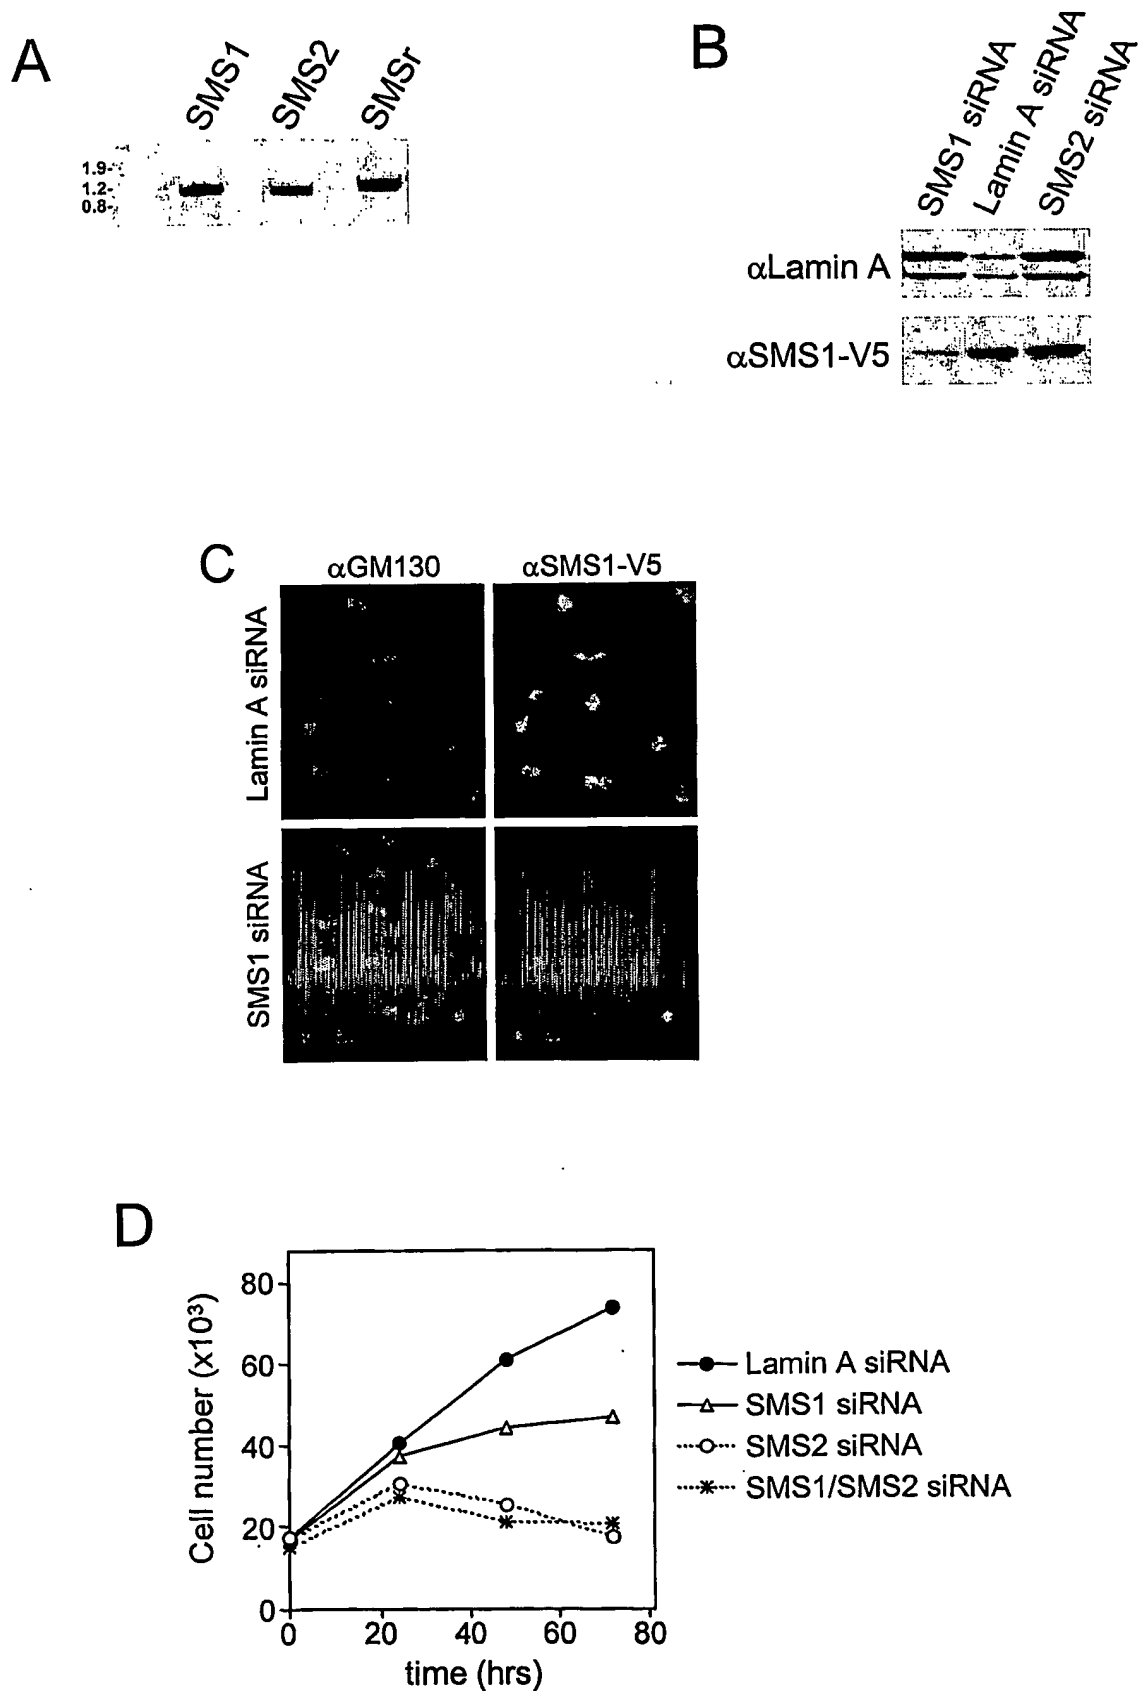 A
SMS1 SMS2 SMSr
1.9-
1.2-
0.8-
B
SMS1 siRNA Lamin A siRNA SMS2 siRNA
αLamin A
αSMS1-V5
C
αGM130 αSMS1-V5
Lamin A siRNA
SMS1 siRNA
D
80
60
40
20
0
Cell number (x10³)
0 20 40 60 80
time (hrs)
Lamin A siRNA
SMS1 siRNA
SMS2 siRNA
SMS1/SMS2 siRNA